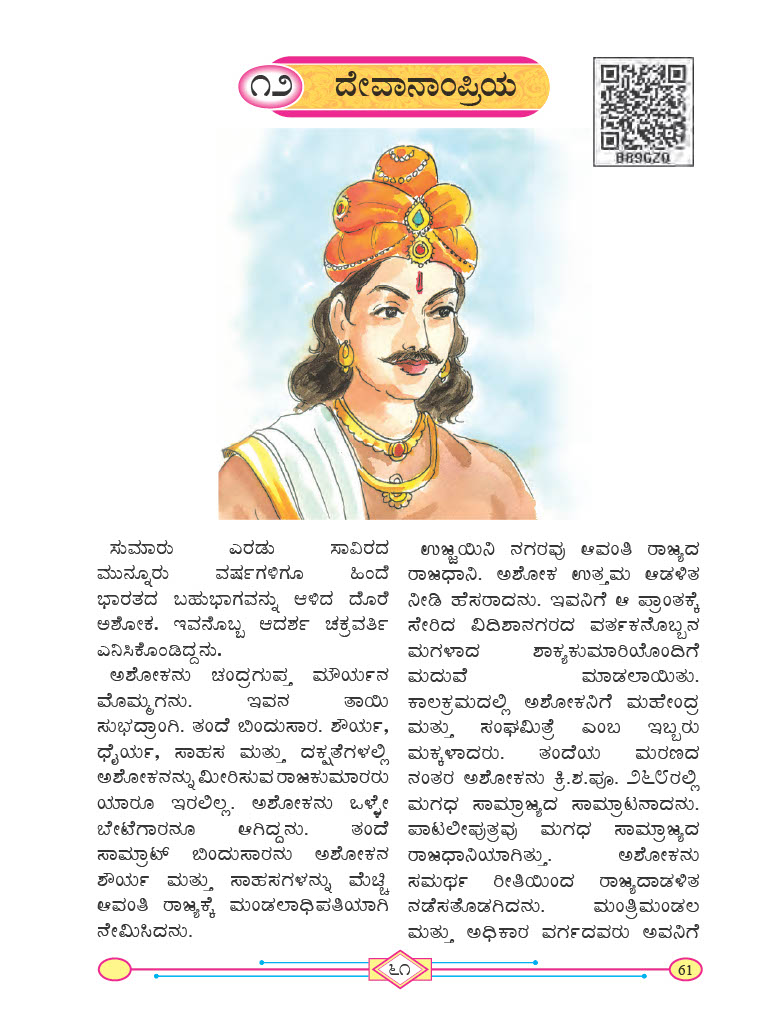 ೧೨ ದೇವಾನಾಂಪ್ರಿಯ
B89GZQ
ಸುಮಾರು ಎರಡು ಸಾವಿರದ
ಮುನ್ನೂರು ವರ್ಷಗಳಿಗೂ ಹಿಂದೆ
ಭಾರತದ ಬಹುಭಾಗವನ್ನು ಆಳಿದ ದೊರೆ
ಅಶೋಕ. ಇವನೊಬ್ಬ ಆದರ್ಶ ಚಕ್ರವರ್ತಿ
ಎನಿಸಿಕೊಂಡಿದ್ದನು.
ಅಶೋಕನು ಚಂದ್ರಗುಪ್ತ ಮೌರ್ಯನ
ಮೊಮ್ಮಗನು. ಇವನ ತಾಯಿ
ಸುಭದ್ರಾಂಗಿ. ತಂದೆ ಬಿಂದುಸಾರ. ಶೌರ್ಯ,
ಧೈರ್ಯ, ಸಾಹಸ ಮತ್ತು ದಕ್ಷತೆಗಳಲ್ಲಿ
ಅಶೋಕನನ್ನು ಮೀರಿಸುವ ರಾಜಕುಮಾರರು
ಯಾರೂ ಇರಲಿಲ್ಲ. ಅಶೋಕನು ಒಳ್ಳೇ
ಬೇಟೆಗಾರನೂ ಆಗಿದ್ದನು. ತಂದೆ
ಸಾಮ್ರಾಟ್ ಬಿಂದುಸಾರನು ಅಶೋಕನ
ಶೌರ್ಯ ಮತ್ತು ಸಾಹಸಗಳನ್ನು ಮೆಚ್ಚಿ
ಆವಂತಿ ರಾಜ್ಯಕ್ಕೆ ಮಂಡಲಾಧಿಪತಿಯಾಗಿ
ನೇಮಿಸಿದನು.
ಉಜ್ಜಯಿನಿ ನಗರವು ಆವಂತಿ ರಾಜ್ಯದ
ರಾಜಧಾನಿ. ಅಶೋಕ ಉತ್ತಮ ಆಡಳಿತ
ನೀಡಿ ಹೆಸರಾದನು. ಇವನಿಗೆ ಆ ಪ್ರಾಂತಕ್ಕೆ
ಸೇರಿದ ವಿದಿಶಾನಗರದ ವರ್ತಕನೊಬ್ಬನ
ಮಗಳಾದ ಶಾಕ್ಯಕುಮಾರಿಯೊಂದಿಗೆ
ಮದುವೆ ಮಾಡಲಾಯಿತು.
ಕಾಲಕ್ರಮದಲ್ಲಿ ಅಶೋಕನಿಗೆ ಮಹೇಂದ್ರ
ಮತ್ತು ಸಂಘಮಿತ್ರೆ ಎಂಬ ಇಬ್ಬರು
ಮಕ್ಕಳಾದರು. ತಂದೆಯ ಮರಣದ
ನಂತರ ಅಶೋಕನು ಕ್ರಿ.ಶ.ಪೂ. ೨೬೮ರಲ್ಲಿ
ಮಗಧ ಸಾಮ್ರಾಜ್ಯದ ಸಾಮ್ರಾಟನಾದನು.
ಪಾಟಲೀಪುತ್ರವು ಮಗಧ ಸಾಮ್ರಾಜ್ಯದ
ರಾಜಧಾನಿಯಾಗಿತ್ತು. ಅಶೋಕನು
ಸಮರ್ಥ ರೀತಿಯಿಂದ ರಾಜ್ಯದಾಡಳಿತ
ನಡೆಸತೊಡಗಿದನು. ಮಂತ್ರಿಮಂಡಲ
ಮತ್ತು ಅಧಿಕಾರ ವರ್ಗದವರು ಅವನಿಗೆ
೬೧
61